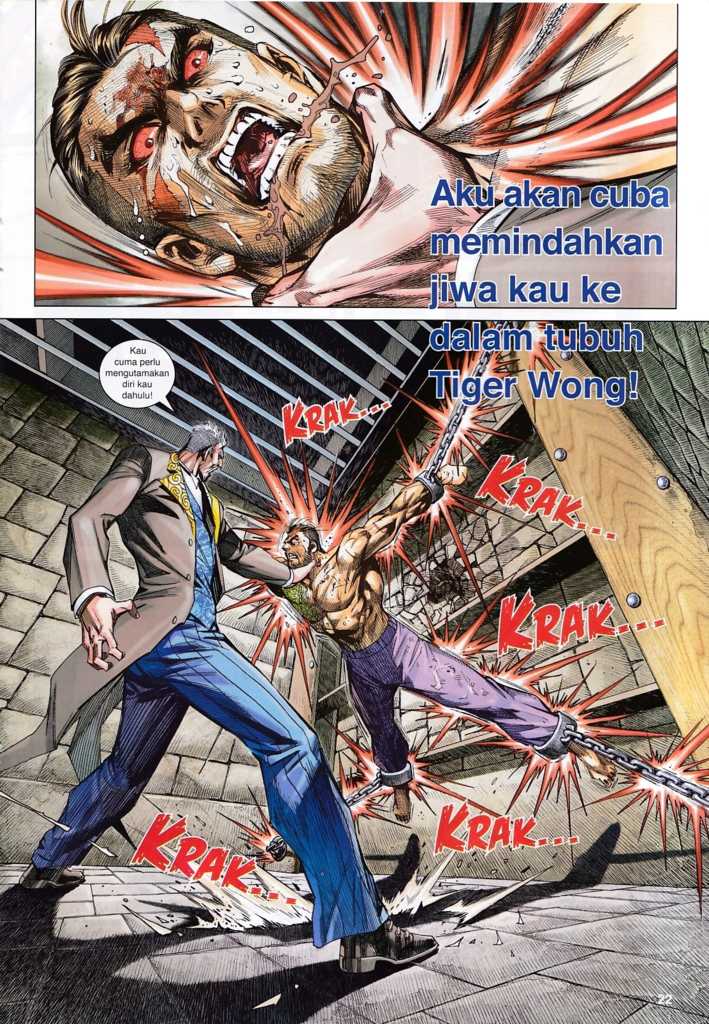 Aku akan cuba
memindahkan
jiwa kau ke
dalam tubuh
Tiger Wong!
Kau
cuma perlu
mengutamakan
diri kau
dahulu!
KRAK...
KRAK...
KRAK...
KRAK...
KRAK...
22